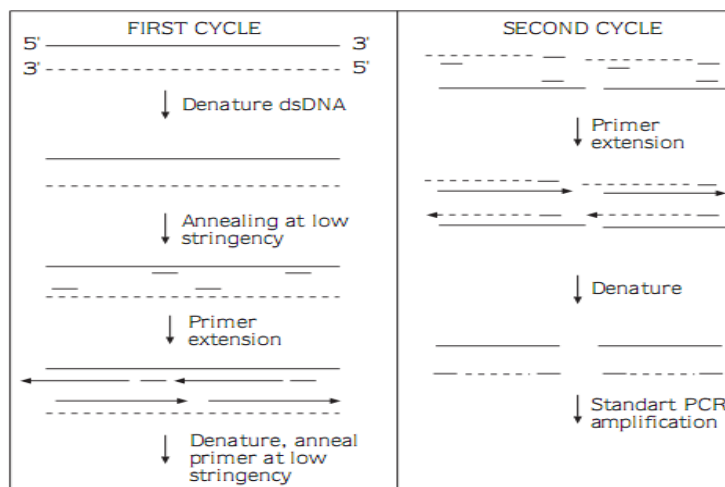 FIRST CYCLE
5' 3'
3' 5'
Denature dsDNA
Annealing at low
stringency
Primer
extension
Denature, anneal
primer at low
stringency
SECOND CYCLE
Primer
extension
Denature
Standart PCR
amplification